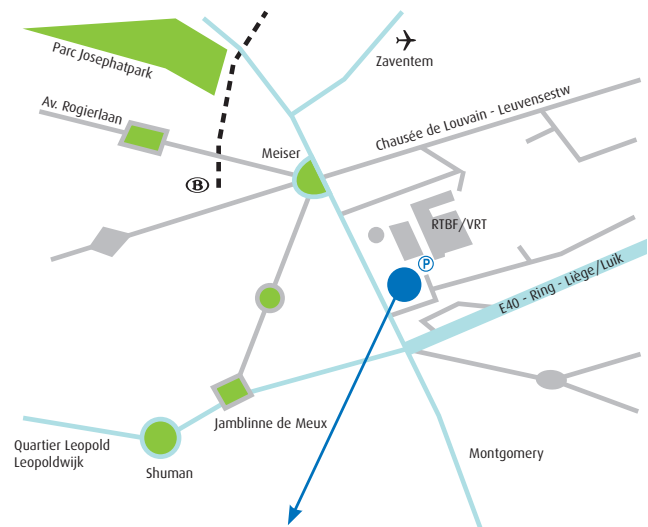 Parc Josephatpark
Zaventem
Av. Rogierlaan
Chausée de Louvain - Leuvensestw
Meiser
B
RTBF/VRT
P
E40 - Ring - Liège/Luik
Jamblinne de Meux
Quartier Leopold
Leopoldwijk
Shuman
Montgomery